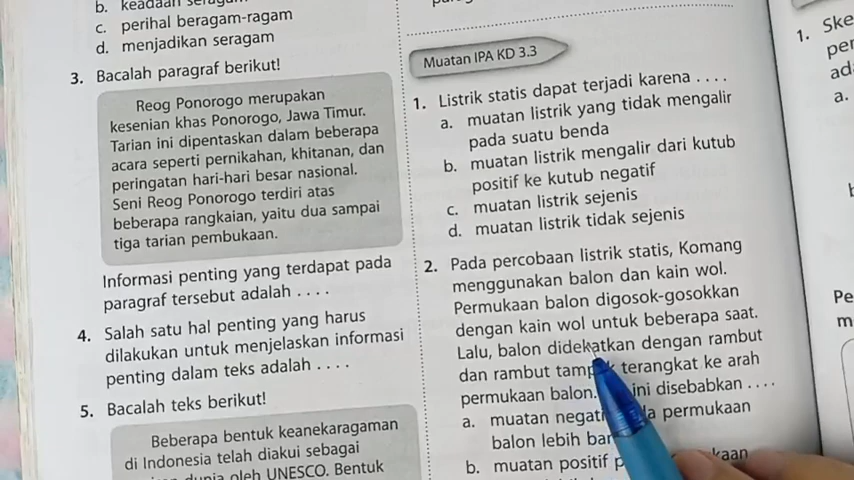 b. keadaan
c. perihal beragam-ragam
d. menjadikan seragam
3. Bacalah paragraf berikut!
Reog Ponorogo merupakan
kesenian khas Ponorogo, Jawa Timur.
Tarian ini dipentaskan dalam beberapa
acara seperti pernikahan, khitanan, dan
peringatan hari-hari besar nasional.
Seni Reog Ponorogo terdiri atas
beberapa rangkaian, yaitu dua sampai
tiga tarian pembukaan.
Informasi penting yang terdapat pada
paragraf tersebut adalah . . . .
4. Salah satu hal penting yang harus
dilakukan untuk menjelaskan informasi
penting dalam teks adalah . . . .
5. Bacalah teks berikut!
Beberapa bentuk keanekaragaman
di Indonesia telah diakui sebagai
dunia oleh UNESCO. Bentuk
Muatan IPA KD 3.3
1. Listrik statis dapat terjadi karena . . . .
a. muatan listrik yang tidak mengalir
pada suatu benda
b. muatan listrik mengalir dari kutub
positif ke kutub negatif
c. muatan listrik sejenis
d. muatan listrik tidak sejenis
2. Pada percobaan listrik statis, Komang
menggunakan balon dan kain wol.
Permukaan balon digosok-gosokkan
dengan kain wol untuk beberapa saat.
Lalu, balon didekatkan dengan rambut
dan rambut tampak terangkat ke arah
permukaan balon. ini disebabkan . . . .
a. muatan permukaan
balon lebih
b. muatan positif
1. Ske
per
ad
a.
Pe
m